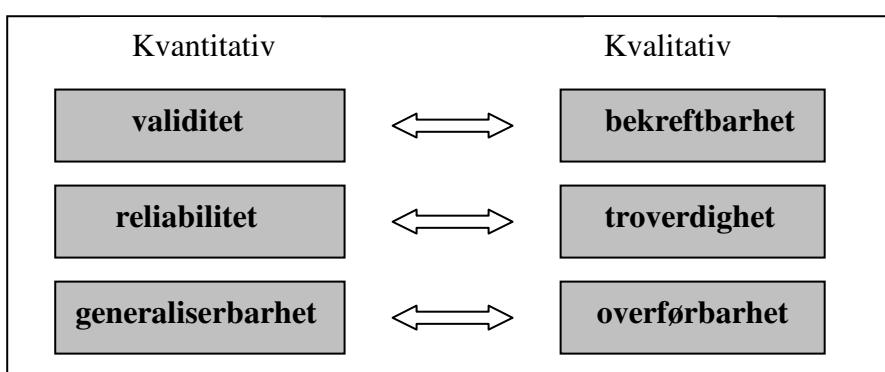 Kvantitativ Kvalitativ
validitet bekreftbarhet
reliabilitet troverdighet
generaliserbarhet overførbarhet